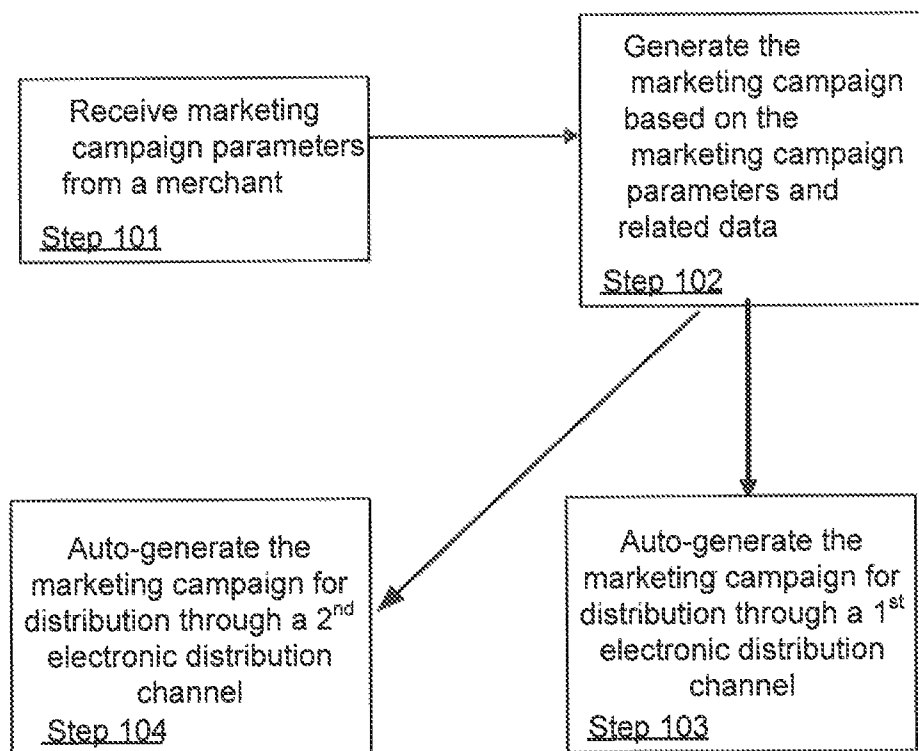 Receive marketing
campaign parameters
from a merchant
Step 101
Generate the
marketing campaign
based on the
marketing campaign
parameters and
related data
Step 102
Auto-generate the
marketing campaign for
distribution through a 2nd
electronic distribution
channel
Step 104
Auto-generate the
marketing campaign for
distribution through a 1st
electronic distribution
channel
Step 103